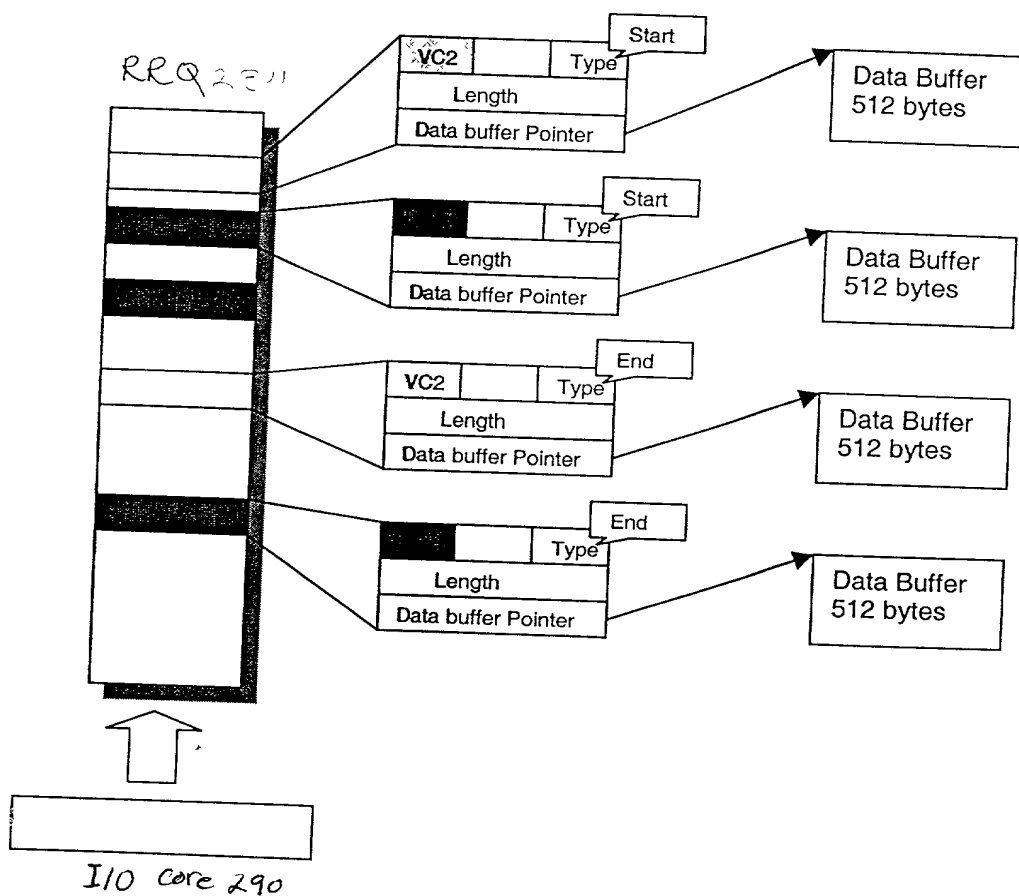 RRQ
Start
VC2 Type
Length
Data buffer Pointer
Data Buffer
512 bytes
Start
Type
Length
Data buffer Pointer
Data Buffer
512 bytes
End
VC2 Type
Length
Data buffer Pointer
Data Buffer
512 bytes
End
Type
Length
Data buffer Pointer
Data Buffer
512 bytes
I/O core 290